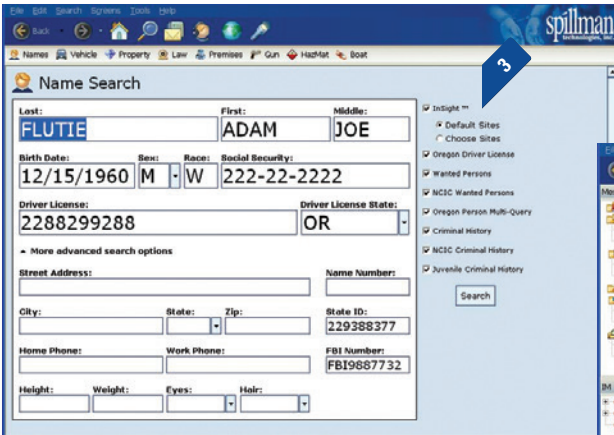 File Edit Search Screens Tools Help
Back
spillman
technologies, inc.
Names Vehicle Property Law Premises Gun HazMat Boat
3
Name Search
Last: First: Middle:
FLUTIE ADAM JOE
Birth Date: Sex: Race: Social Security:
12/15/1960 M W 222-22-2222
Driver License: Driver License State:
2288299288 OR
More advanced search options
Street Address: Name Number:
City: State: Zip: State ID:
229388377
Home Phone: Work Phone: FBI Number:
FBI9887732
Height: Weight: Eyes: Hair:
InSight ™
Default Sites
Choose Sites
Oregon Driver License
Wanted Persons
NCIC Wanted Persons
Oregon Person Multi-Query
Criminal History
NCIC Criminal History
Juvenile Criminal History
Search
IM